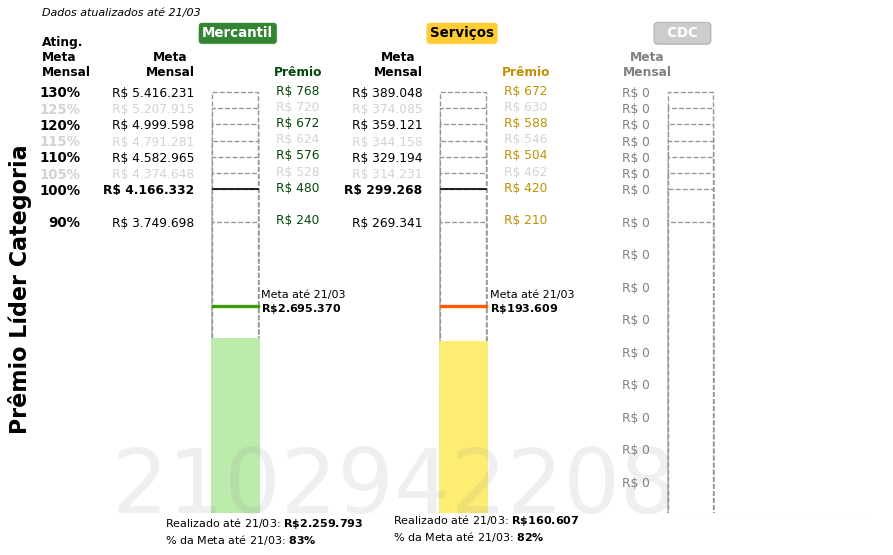 Dados atualizados até 21/03
Mercantil Serviços CDC
Ating. Meta Mensal
Meta Mensal Prêmio Meta Mensal Prêmio Meta Mensal
130% R$ 5.416.231 R$ 768 R$ 389.048 R$ 672 R$ 0
125% R$ 5.207.915 R$ 720 R$ 374.085 R$ 630 R$ 0
120% R$ 4.999.598 R$ 672 R$ 359.121 R$ 588 R$ 0
115% R$ 4.791.281 R$ 624 R$ 344.158 R$ 546 R$ 0
110% R$ 4.582.965 R$ 576 R$ 329.194 R$ 504 R$ 0
105% R$ 4.374.648 R$ 528 R$ 314.231 R$ 462 R$ 0
100% R$ 4.166.332 R$ 480 R$ 299.268 R$ 420 R$ 0
90% R$ 3.749.698 R$ 240 R$ 269.341 R$ 210 R$ 0
R$ 0
R$ 0
R$ 0
R$ 0
R$ 0
R$ 0
R$ 0
R$ 0
Meta até 21/03
R$2.695.370
Meta até 21/03
R$193.609
Prêmio Líder Categoria
2102942208
Realizado até 21/03: R$2.259.793
% da Meta até 21/03: 83%
Realizado até 21/03: R$160.607
% da Meta até 21/03: 82%